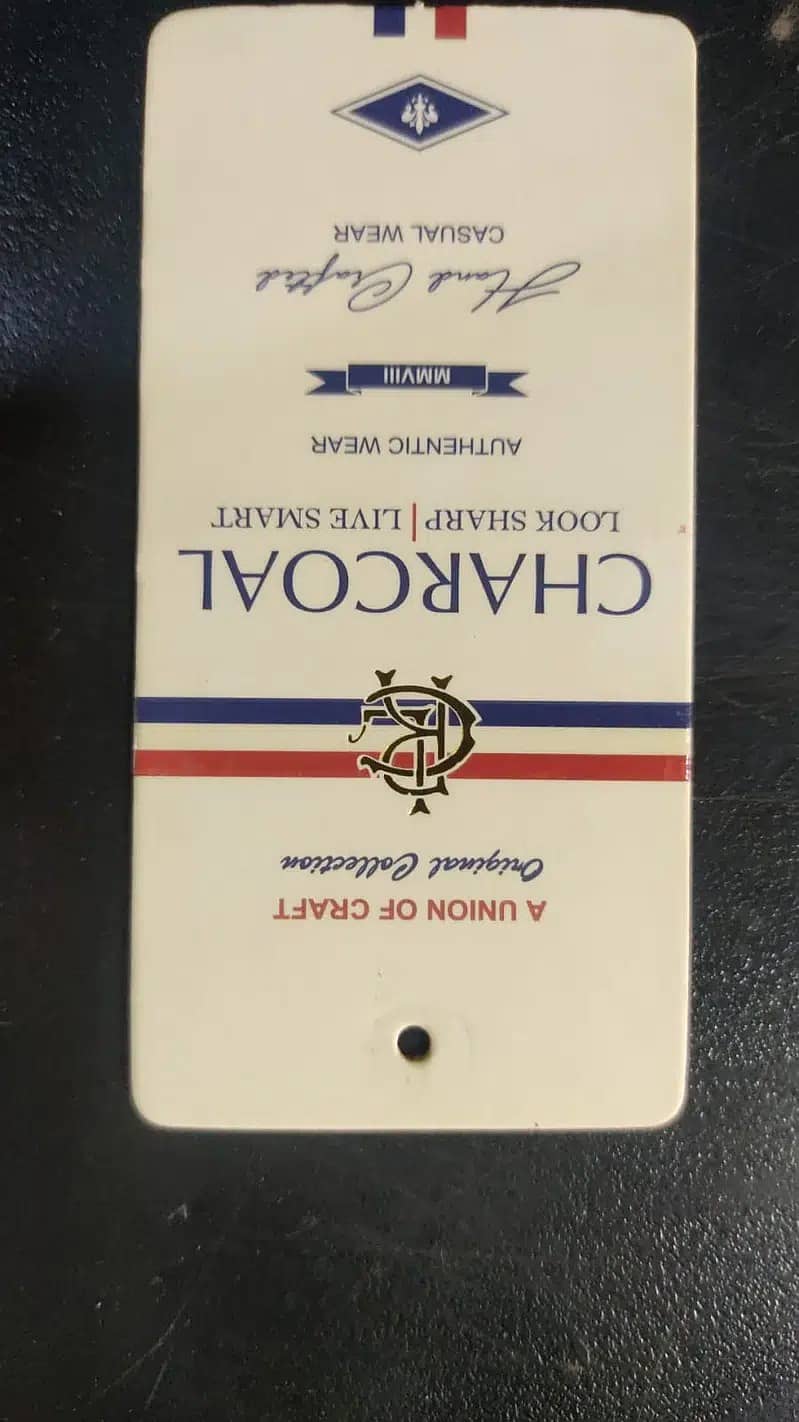 A UNION OF CRAFT
Original Collection
CHARCOAL
LOOK SHARP | LIVE SMART
AUTHENTIC WEAR
MMVIII
Hand Crafted
CASUAL WEAR